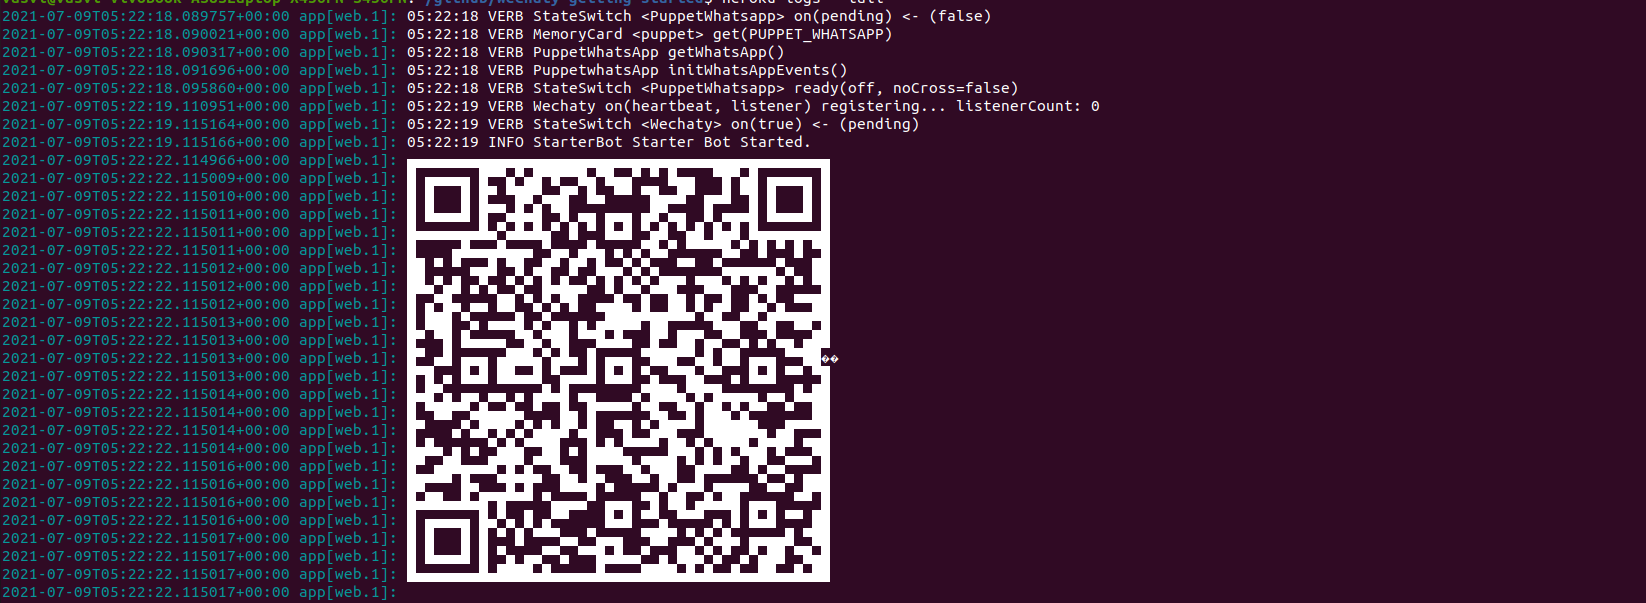 2021-07-09T05:22:18.089757+00:00 app[web.1]: 05:22:18 VERB StateSwitch <PuppetWhatsapp> on(pending) <- (false)
2021-07-09T05:22:18.090021+00:00 app[web.1]: 05:22:18 VERB MemoryCard <puppet> get(PUPPET_WHATSAPP)
2021-07-09T05:22:18.090317+00:00 app[web.1]: 05:22:18 VERB PuppetWhatsApp getWhatsApp()
2021-07-09T05:22:18.091696+00:00 app[web.1]: 05:22:18 VERB PuppetwhatsApp initWhatsAppEvents()
2021-07-09T05:22:18.095860+00:00 app[web.1]: 05:22:18 VERB StateSwitch <PuppetWhatsapp> ready(off, noCross=false)
2021-07-09T05:22:19.110951+00:00 app[web.1]: 05:22:19 VERB Wechaty on(heartbeat, listener) registering... listenerCount: 0
2021-07-09T05:22:19.115164+00:00 app[web.1]: 05:22:19 VERB StateSwitch <Wechaty> on(true) <- (pending)
2021-07-09T05:22:19.115166+00:00 app[web.1]: 05:22:19 INFO StarterBot Starter Bot Started.
2021-07-09T05:22:22.114966+00:00 app[web.1]:
2021-07-09T05:22:22.115009+00:00 app[web.1]:
2021-07-09T05:22:22.115010+00:00 app[web.1]:
2021-07-09T05:22:22.115011+00:00 app[web.1]:
2021-07-09T05:22:22.115011+00:00 app[web.1]:
2021-07-09T05:22:22.115011+00:00 app[web.1]:
2021-07-09T05:22:22.115012+00:00 app[web.1]:
2021-07-09T05:22:22.115012+00:00 app[web.1]:
2021-07-09T05:22:22.115012+00:00 app[web.1]:
2021-07-09T05:22:22.115013+00:00 app[web.1]:
2021-07-09T05:22:22.115013+00:00 app[web.1]:
2021-07-09T05:22:22.115013+00:00 app[web.1]: ��
2021-07-09T05:22:22.115013+00:00 app[web.1]:
2021-07-09T05:22:22.115014+00:00 app[web.1]:
2021-07-09T05:22:22.115014+00:00 app[web.1]:
2021-07-09T05:22:22.115014+00:00 app[web.1]:
2021-07-09T05:22:22.115014+00:00 app[web.1]:
2021-07-09T05:22:22.115016+00:00 app[web.1]:
2021-07-09T05:22:22.115016+00:00 app[web.1]:
2021-07-09T05:22:22.115016+00:00 app[web.1]:
2021-07-09T05:22:22.115016+00:00 app[web.1]:
2021-07-09T05:22:22.115017+00:00 app[web.1]:
2021-07-09T05:22:22.115017+00:00 app[web.1]:
2021-07-09T05:22:22.115017+00:00 app[web.1]:
2021-07-09T05:22:22.115017+00:00 app[web.1]: